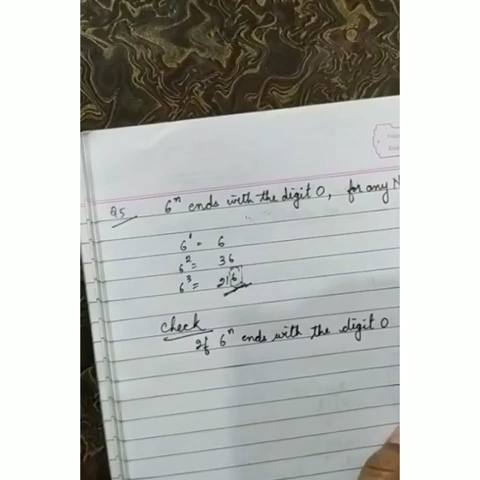 Q5 6ⁿ ends with the digit 0, for any N
6¹ = 6
6² = 36
6³ = 216
Check
If 6ⁿ ends with the digit 0